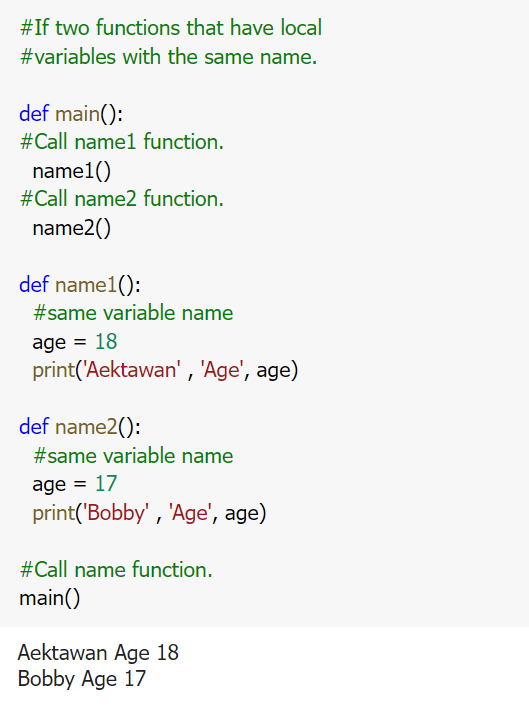 #If two functions that have local
#variables with the same name.
def main():
#Call name1 function.
name1()
#Call name2 function.
name2()
def name1():
#same variable name
age = 18
print('Aektawan' , 'Age', age)
def name2():
#same variable name
age = 17
print('Bobby' , 'Age', age)
#Call name function.
main()
Aektawan Age 18
Bobby Age 17